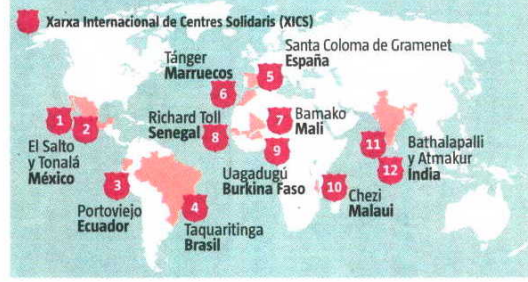 Xarxa Internacional de Centres Solidaris (XICS)
Santa Coloma de Gramenet
España
5
Tánger
Marruecos
6
1
2
El Salto
y Tonalá
México
Richard Toll
Senegal
8
7
Bamako
Mali
9
Uagadugú
Burkina Faso
11
12
Bathalapalli
y Atmakur
India
3
Portoviejo
Ecuador
4
Taquaritinga
Brasil
10
Chezi
Malaui